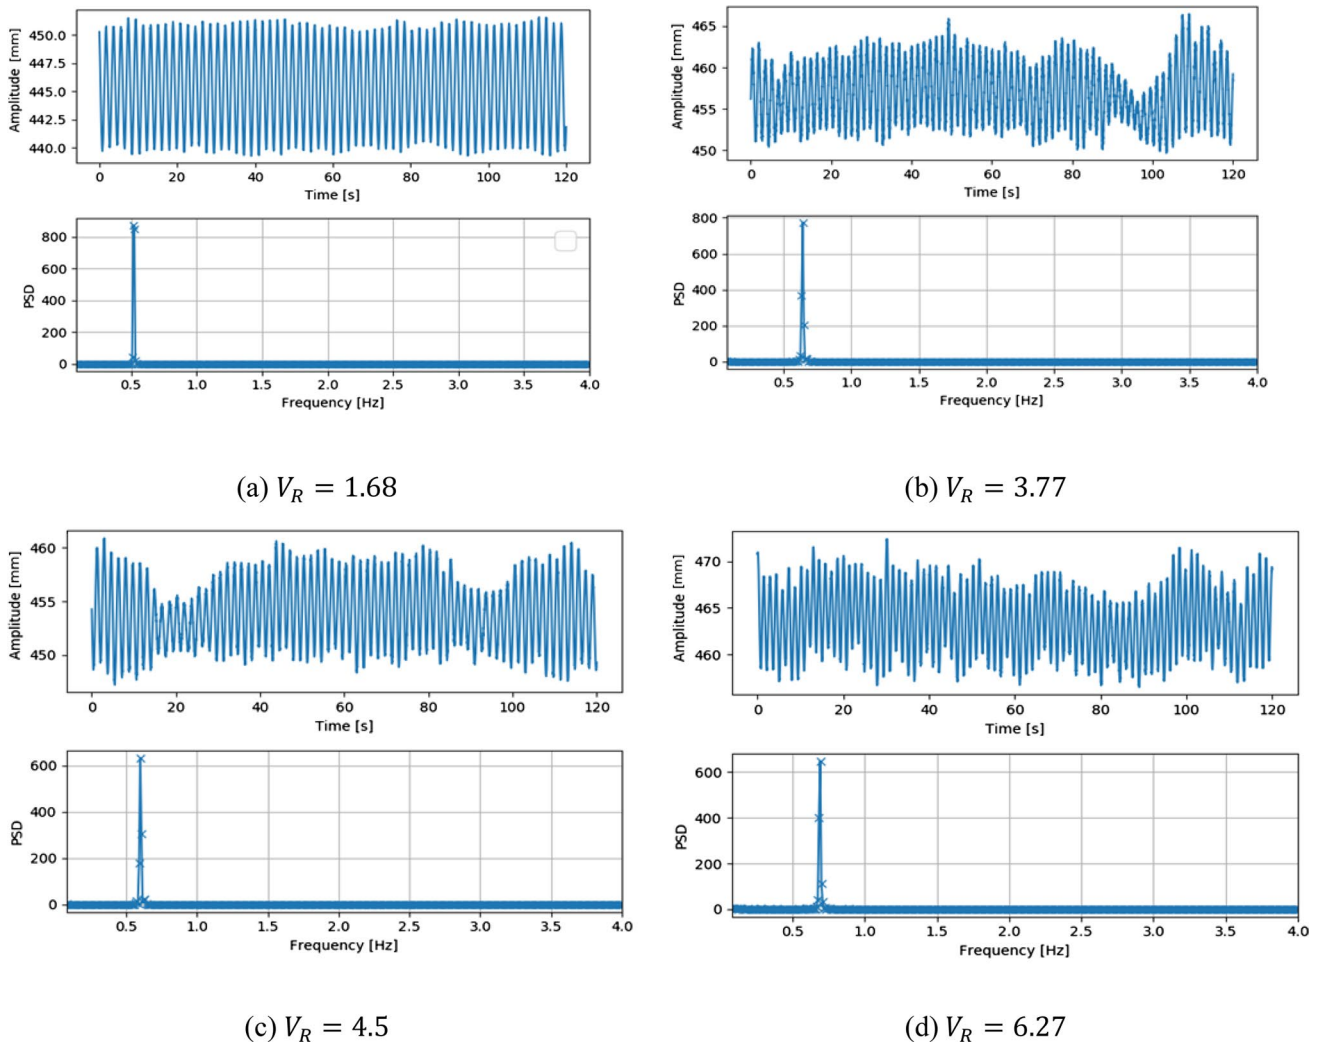 Amplitude [mm]
450.0
447.5
445.0
442.5
440.0
0 20 40 60 80 100 120
Time [s]
PSD
800
600
400
200
0
0.5 1.0 1.5 2.0 2.5 3.0 3.5 4.0
Frequency [Hz]
(a) V_R = 1.68
Amplitude [mm]
465
460
455
450
0 20 40 60 80 100 120
Time [s]
PSD
800
600
400
200
0
0.5 1.0 1.5 2.0 2.5 3.0 3.5 4.0
Frequency [Hz]
(b) V_R = 3.77
Amplitude [mm]
460
455
450
0 20 40 60 80 100 120
Time [s]
PSD
600
400
200
0
0.5 1.0 1.5 2.0 2.5 3.0 3.5 4.0
Frequency [Hz]
(c) V_R = 4.5
Amplitude [mm]
470
465
460
0 20 40 60 80 100 120
Time [s]
PSD
600
400
200
0
0.5 1.0 1.5 2.0 2.5 3.0 3.5 4.0
Frequency [Hz]
(d) V_R = 6.27